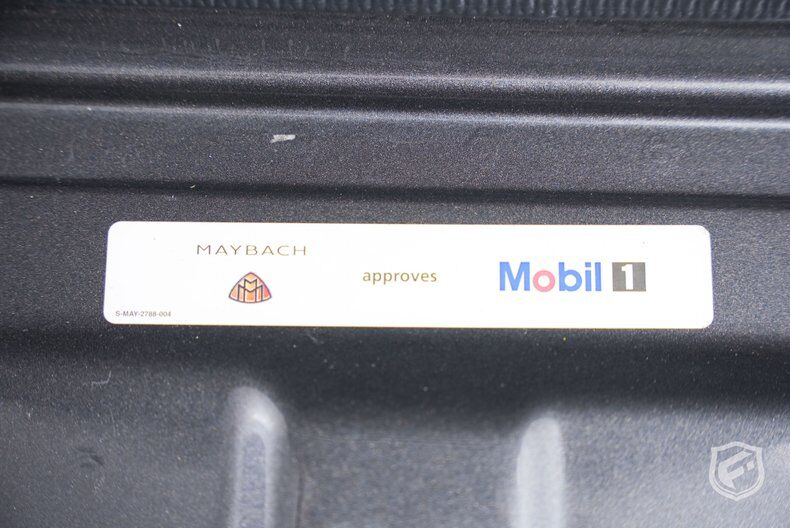 MAYBACH
approves
Mobil 1
S-MAY-2788-004